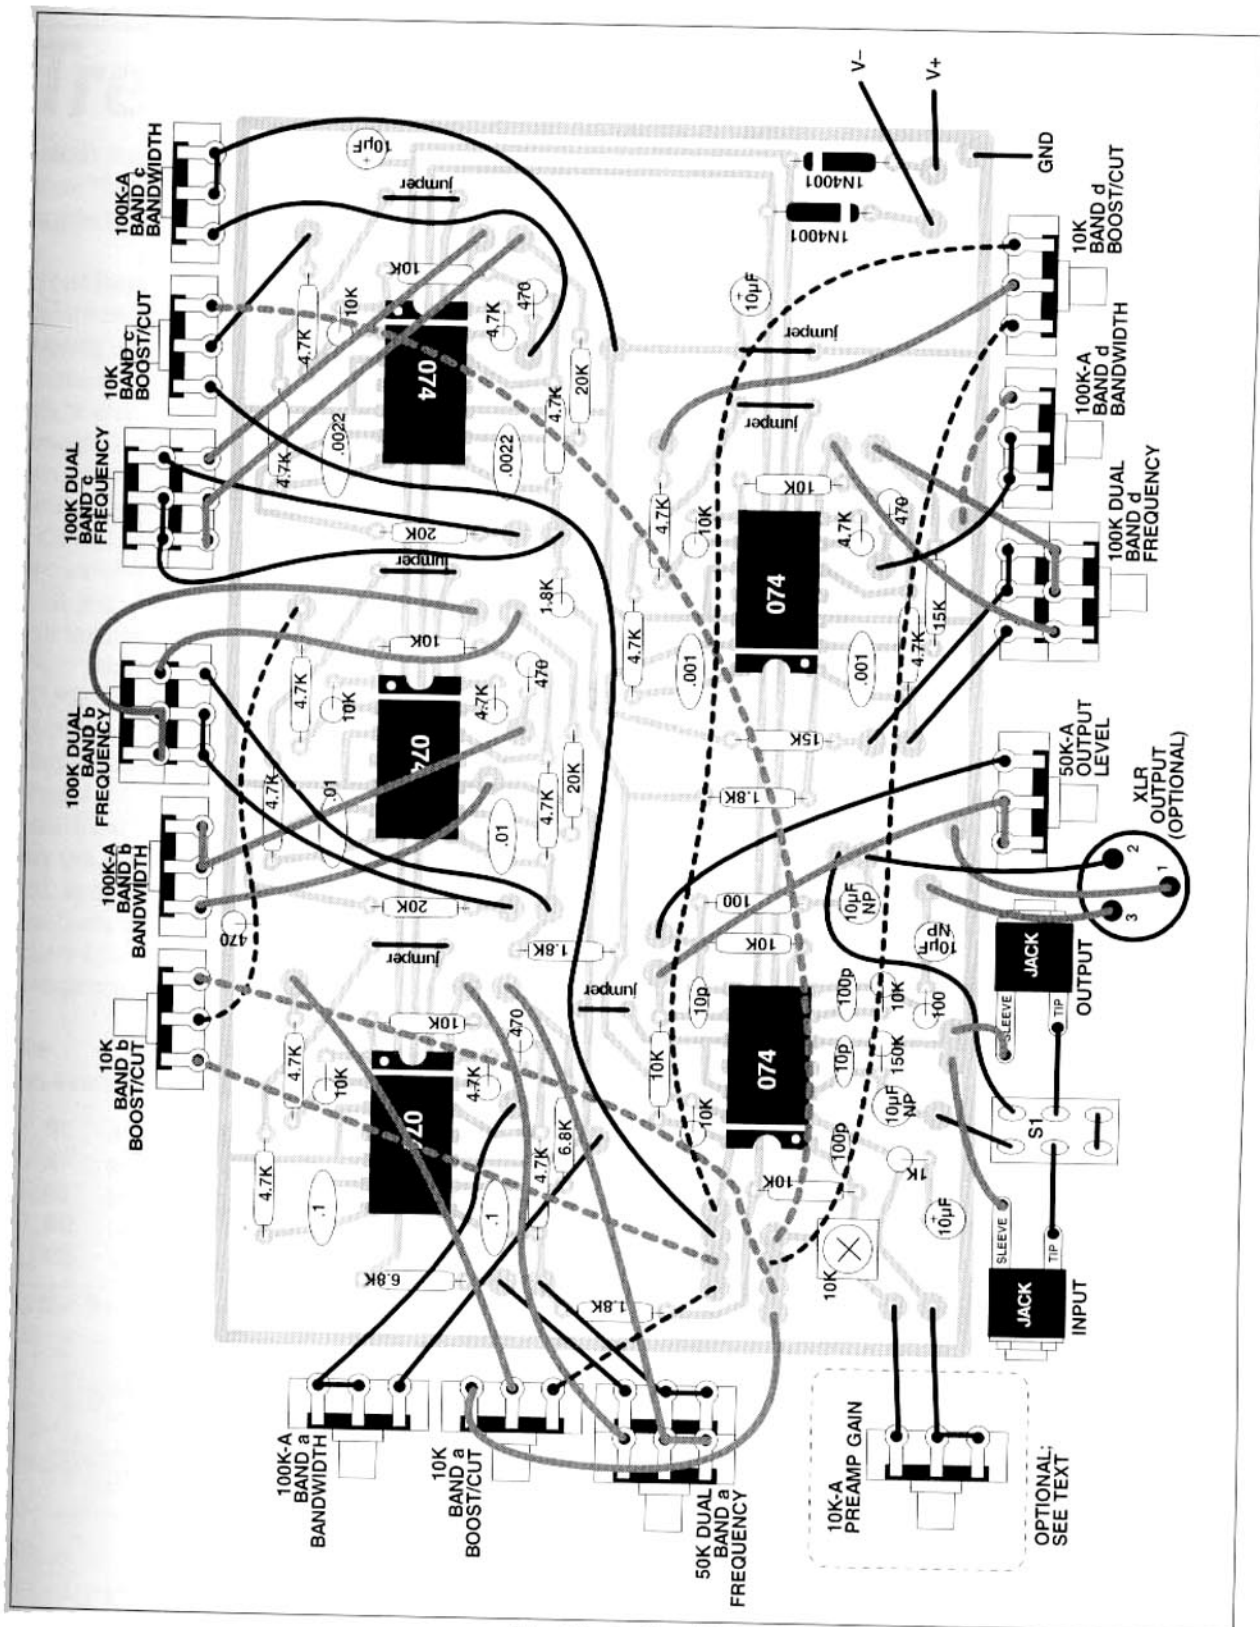 V−
V+
GND
100K-A
BAND c
BANDWIDTH
10µF
+
jumper
1N4001
1N4001
10K
BAND c
BOOST/CUT
10K
4.7K
10K
074
4.7K
470
10µF
+
jumper
10K
BAND d
BOOST/CUT
100K DUAL
BAND c
FREQUENCY
4.7K
.0022
.0022
4.7K
20K
jumper
100K-A
BAND d
BANDWIDTH
20K
jumper
4.7K
10K
10K
4.7K
470
074
100K DUAL
BAND d
FREQUENCY
1.8K
4.7K
.001
.001
4.7K
15K
15K
100K DUAL
BAND b
FREQUENCY
10K
4.7K
10K
074
4.7K
470
4.7K
.01
.01
4.7K
20K
1.8K
50K-A
OUTPUT
LEVEL
XLR
OUTPUT
(OPTIONAL)
2
1
3
100K-A
BAND b
BANDWIDTH
470
20K
jumper
1.8K
100
10K
10µF
NP
10µF
NP
JACK
OUTPUT
SLEEVE
TIP
10K
BAND b
BOOST/CUT
10K
4.7K
10K
074
4.7K
470
jumper
10p
100p
10K
100
10K
10K
074
10p
150K
10µF
NP
100p
1K
S1
4.7K
.1
.1
4.7K
6.8K
6.8K
1.8K
10K
10K
10µF
+
SLEEVE
TIP
JACK
INPUT
100K-A
BAND a
BANDWIDTH
10K
BAND a
BOOST/CUT
50K DUAL
BAND a
FREQUENCY
10K-A
PREAMP GAIN
OPTIONAL;
SEE TEXT